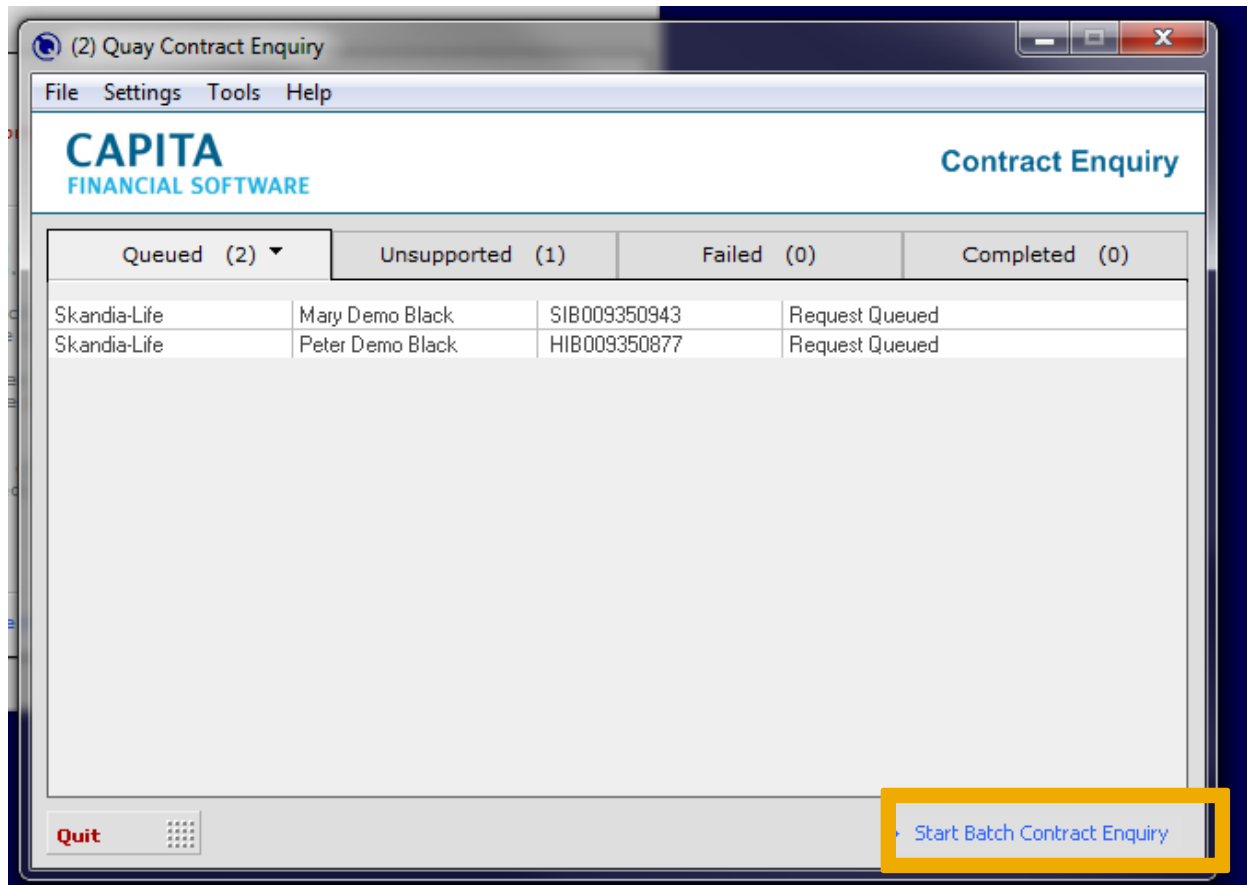 (2) Quay Contract Enquiry
File Settings Tools Help
CAPITA
FINANCIAL SOFTWARE
Contract Enquiry
Queued (2) Unsupported (1) Failed (0) Completed (0)
Skandia-Life Mary Demo Black SIB009350943 Request Queued
Skandia-Life Peter Demo Black HIB009350877 Request Queued
Quit
Start Batch Contract Enquiry